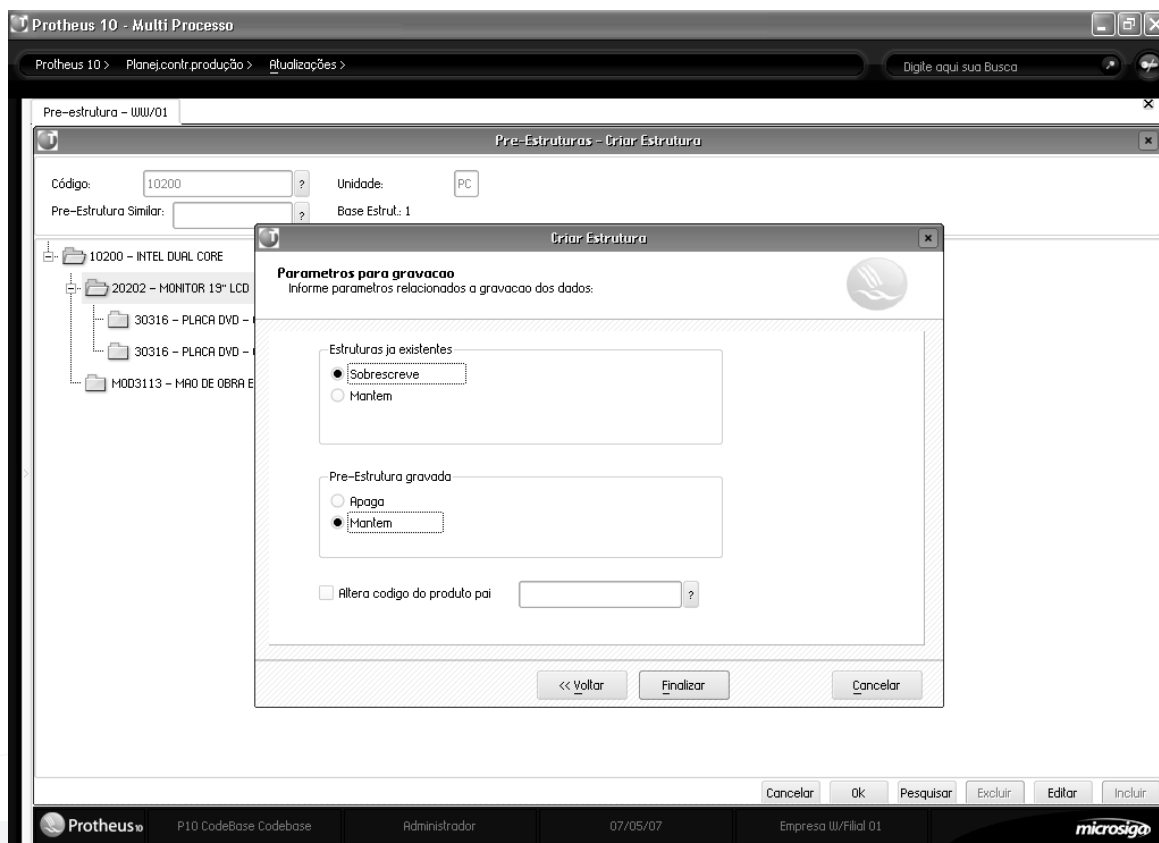 Protheus 10 - Multi Processo
Protheus 10 > Planej.contr.produção > Atualizações >
Digite aqui sua Busca
Pre-estrutura - WW/01
Pre-Estruturas - Criar Estrutura
Código: 10200 ? Unidade: PC
Pre-Estrutura Similar: ? Base Estrut.: 1
10200 - INTEL DUAL CORE
20202 - MONITOR 19" LCD
30316 - PLACA DVD -
30316 - PLACA DVD -
MOD3113 - MAO DE OBRA E
Criar Estrutura
Parametros para gravacao
Informe parametros relacionados a gravacao dos dados:
Estruturas ja existentes
Sobrescreve
Mantem
Pre-Estrutura gravada
Apaga
Mantem
Altera codigo do produto pai ?
<< Voltar Finalizar Cancelar
Cancelar Ok Pesquisar Excluir Editar Incluir
Protheus10 P10 CodeBase Codebase Administrador 07/05/07 Empresa W/Filial 01 microsiga